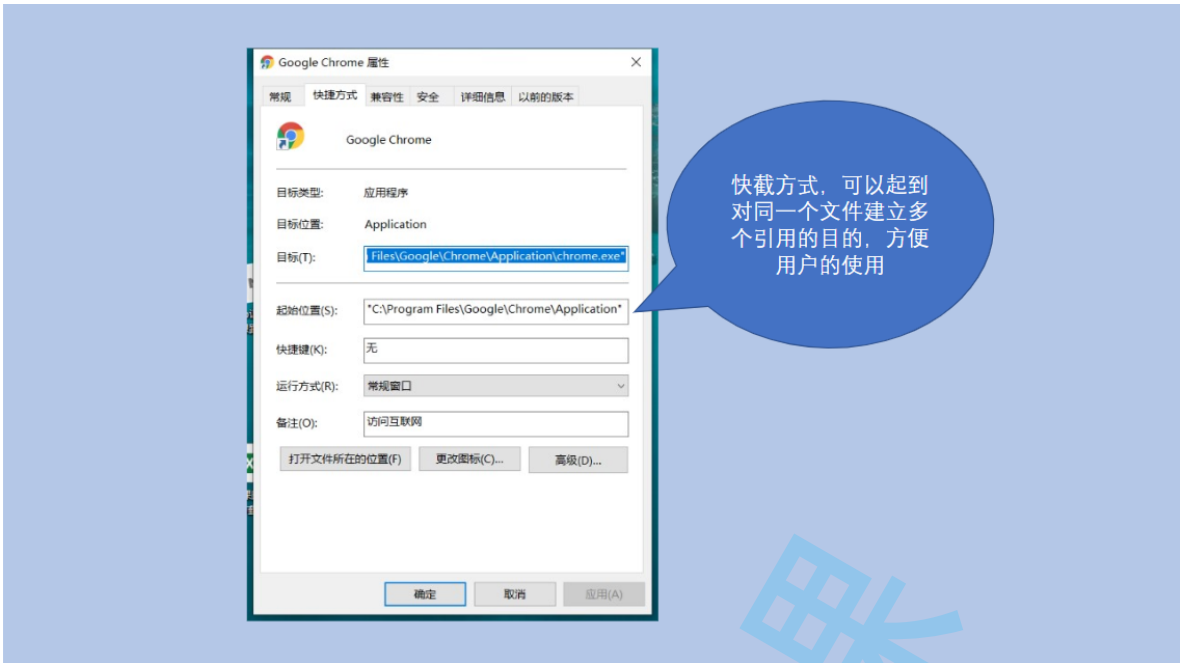 Google Chrome 属性
常规 快捷方式 兼容性 安全 详细信息 以前的版本
Google Chrome
目标类型: 应用程序
目标位置: Application
目标(T): Files\Google\Chrome\Application\chrome.exe"
起始位置(S): "C:\Program Files\Google\Chrome\Application"
快捷键(K): 无
运行方式(R): 常规窗口
备注(O): 访问互联网
打开文件所在的位置(F) 更改图标(C)... 高级(D)...
确定 取消 应用(A)
快截方式，可以起到
对同一个文件建立多
个引用的目的，方便
用户的使用